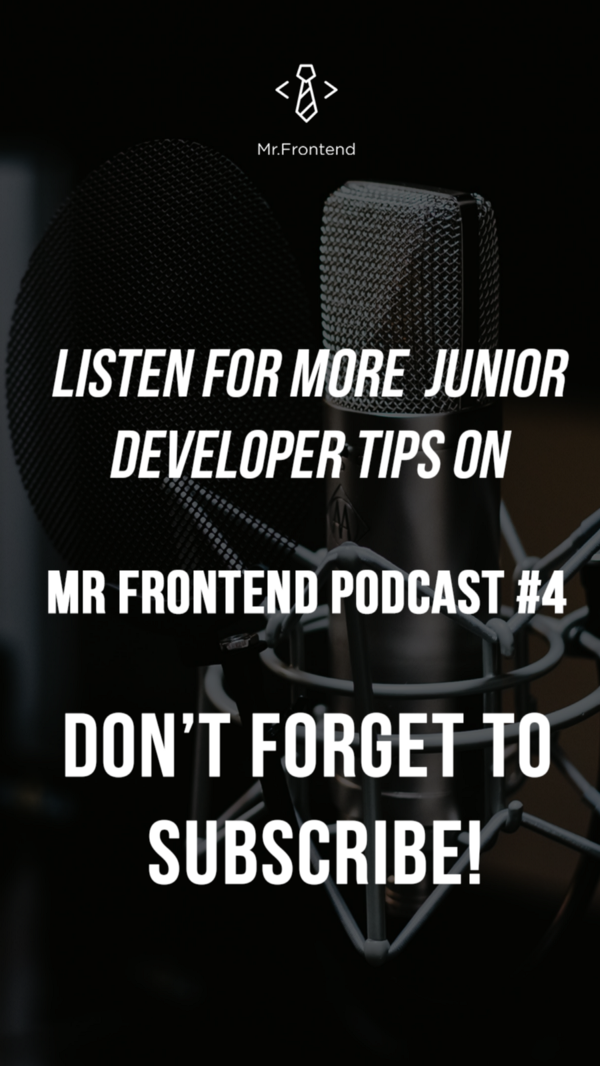 Mr.Frontend
LISTEN FOR MORE JUNIOR
DEVELOPER TIPS ON
MR FRONTEND PODCAST #4
DON'T FORGET TO
SUBSCRIBE!